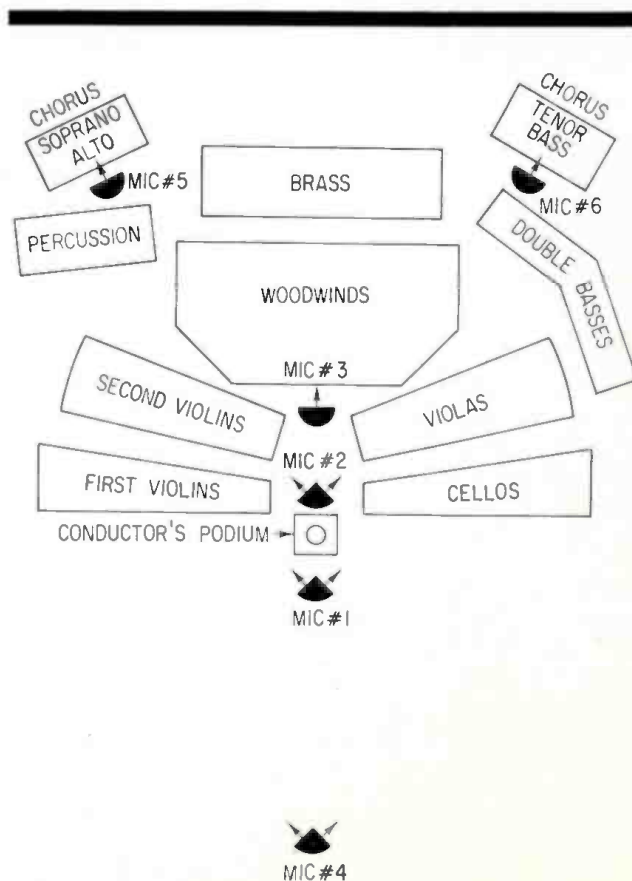 CHORUS
SOPRANO
ALTO
MIC #5
BRASS
CHORUS
TENOR
BASS
MIC #6
PERCUSSION
DOUBLE BASSES
WOODWINDS
MIC #3
SECOND VIOLINS
VIOLAS
MIC #2
FIRST VIOLINS
CELLOS
CONDUCTOR'S PODIUM
MIC #1
MIC #4